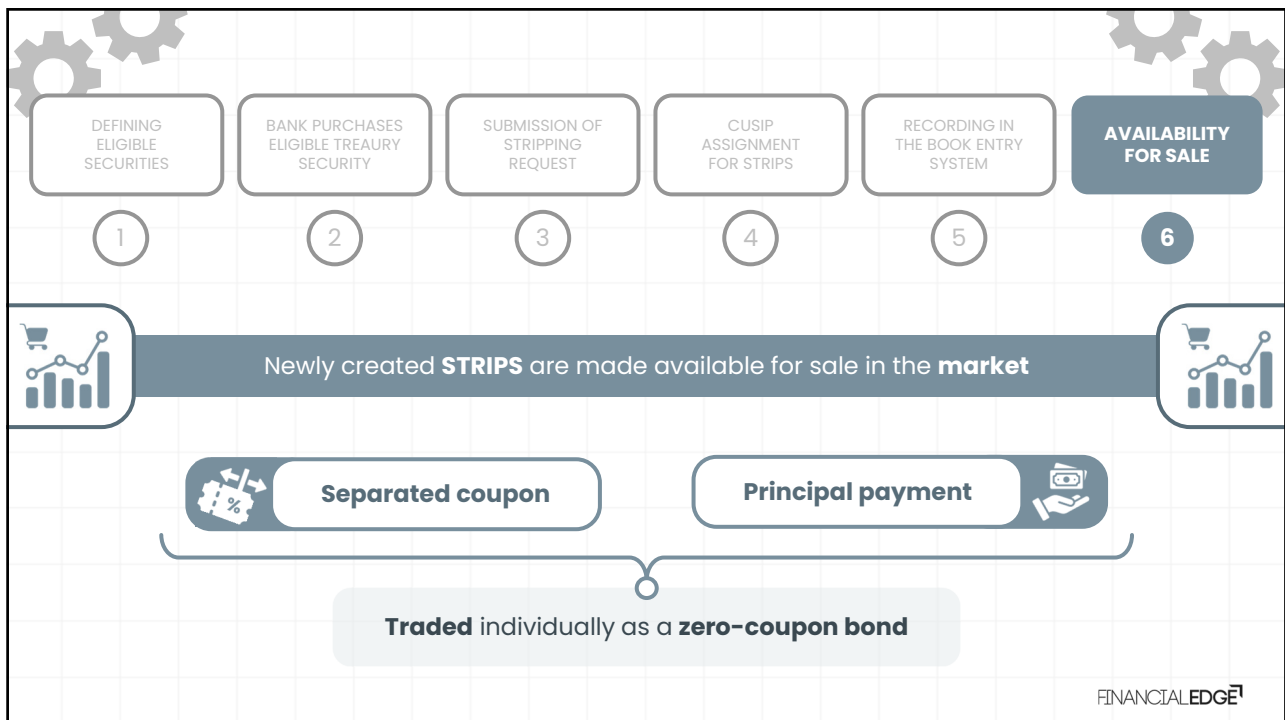 DEFINING
ELIGIBLE
SECURITIES
BANK PURCHASES
ELIGIBLE TREAURY
SECURITY
SUBMISSION OF
STRIPPING
REQUEST
CUSIP
ASSIGNMENT
FOR STRIPS
RECORDING IN
THE BOOK ENTRY
SYSTEM
AVAILABILITY
FOR SALE
1
2
3
4
5
6
Newly created STRIPS are made available for sale in the market
%
Separated coupon
Principal payment
Traded individually as a zero-coupon bond
FINANCIALEDGE